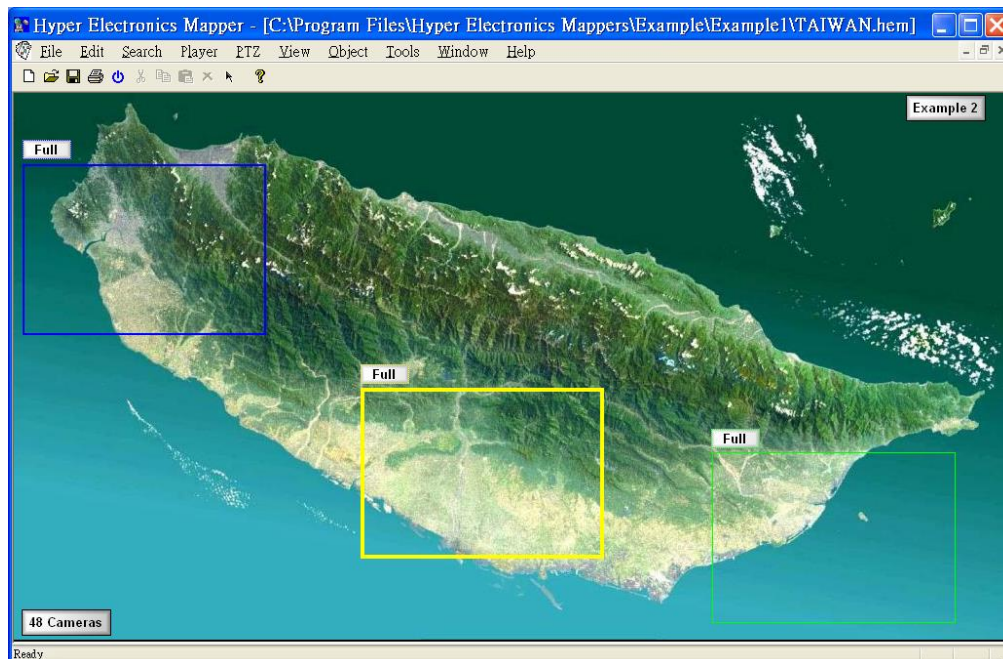 Hyper Electronics Mapper - [C:\Program Files\Hyper Electronics Mappers\Example\Example1\TAIWAN.hem]
File Edit Search Player PTZ View Object Tools Window Help
Example 2
Full
Full
Full
48 Cameras
Ready